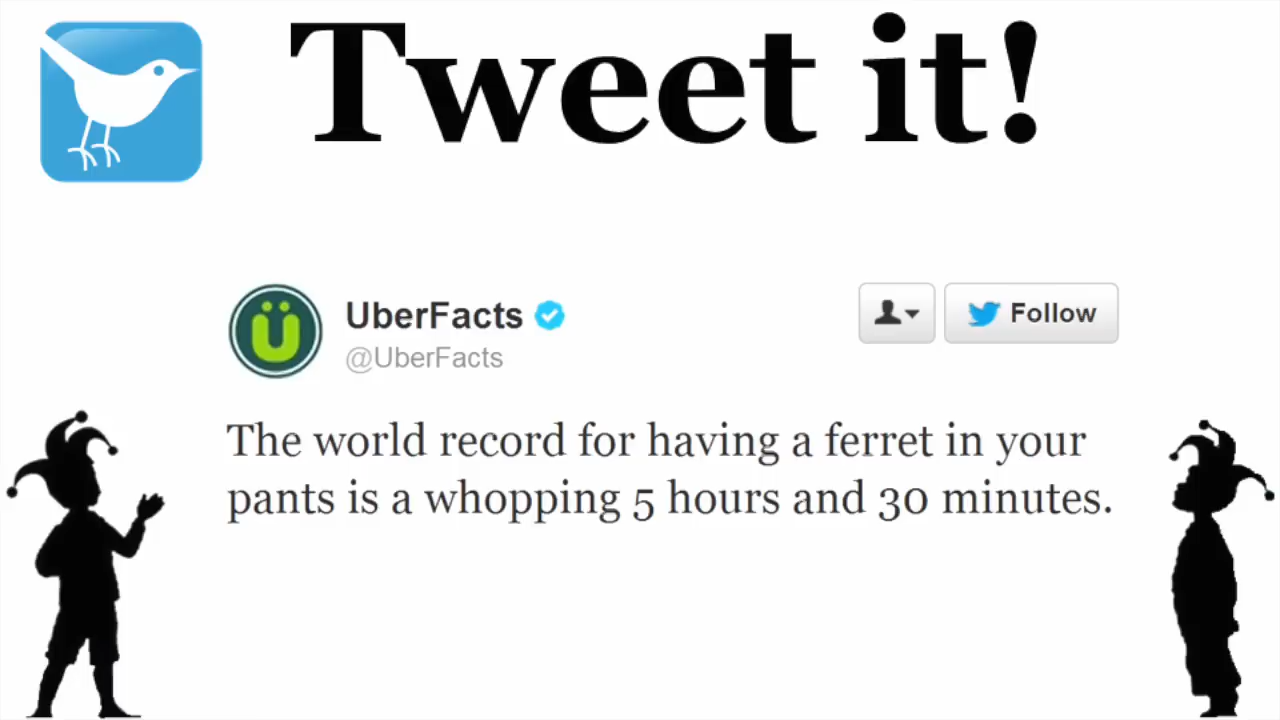 Tweet it!
UberFacts
@UberFacts
Follow
The world record for having a ferret in your
pants is a whopping 5 hours and 30 minutes.